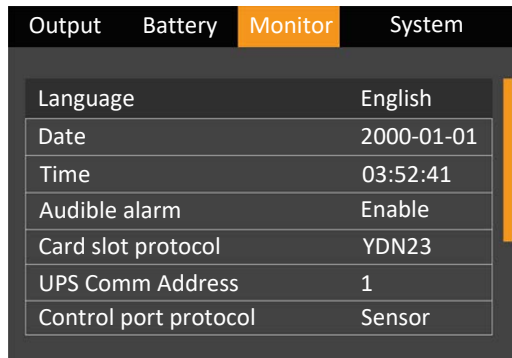 Output Battery Monitor System
Language English
Date 2000-01-01
Time 03:52:41
Audible alarm Enable
Card slot protocol YDN23
UPS Comm Address 1
Control port protocol Sensor